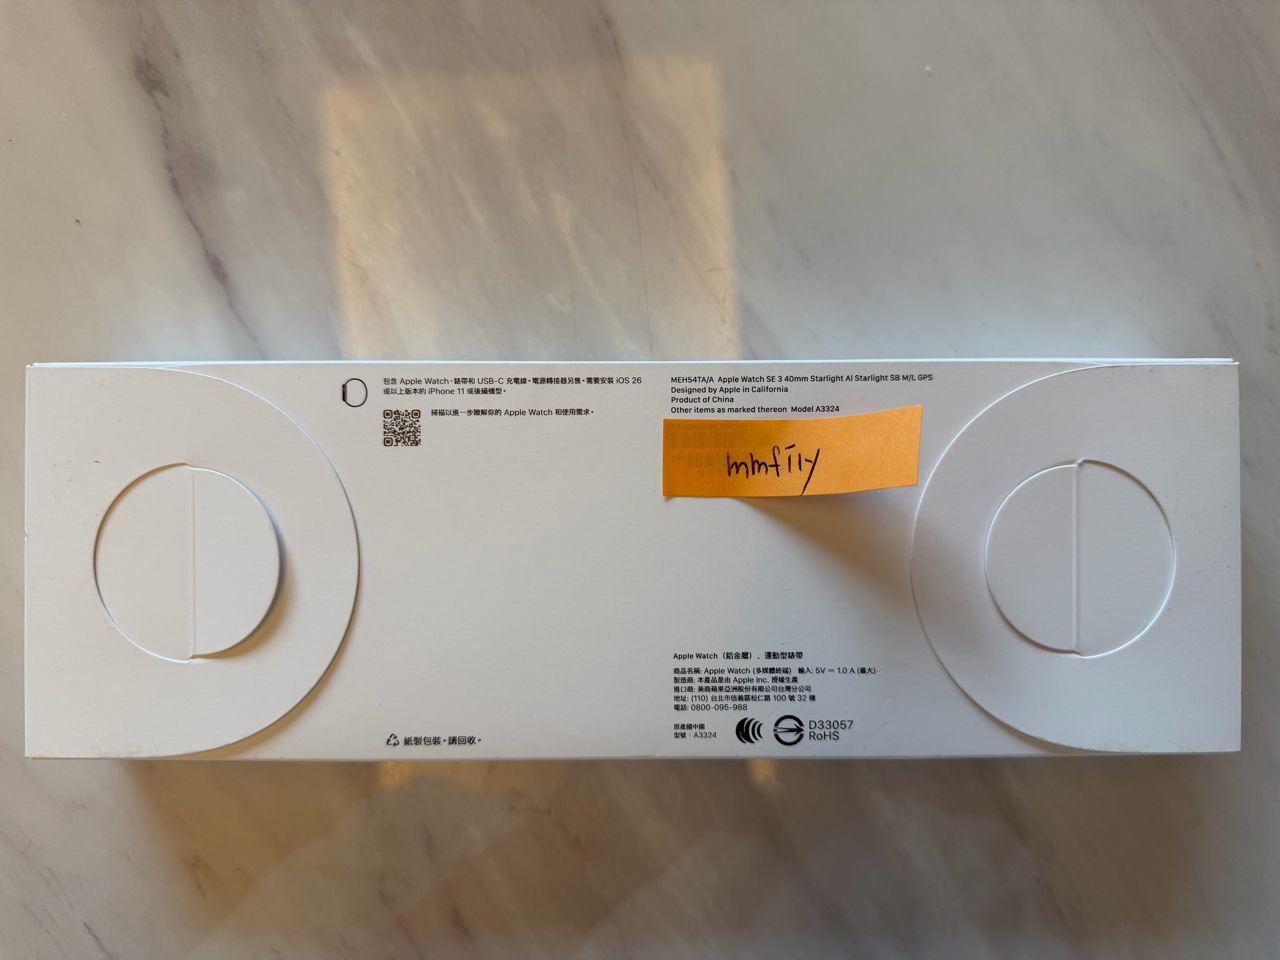 包含 Apple Watch、錶帶和 USB-C 充電線。電源轉接器另售。需要安裝 iOS 26
或以上版本的 iPhone 11 或後續機型。
掃描以進一步瞭解你的 Apple Watch 和使用需求。
紙製包裝。請回收。
MEH54TA/A Apple Watch SE 3 40mm Starlight Al Starlight SB M/L GPS
Designed by Apple in California
Product of China
Other items as marked thereon Model A3324
Apple Watch（鋁金屬）、運動型錶帶
商品名稱: Apple Watch (多媒體終端) 輸入: 5V ⎓ 1.0 A (最大)
製造商: 本產品是由 Apple Inc. 授權生產
進口商: 美商蘋果亞洲股份有限公司台灣分公司
地址: (110) 台北市信義區松仁路 100 號 32 樓
電話: 0800-095-988
原產國中國
型號：A3324
D33057
RoHS